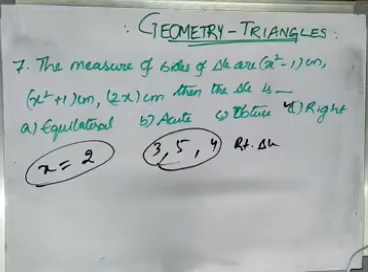 : GEOMETRY - TRIANGLES :
7. The measure of sides of Δle are (x²-1)cm,
(x²+1)cm, (2x)cm then the Δle is _
a) Equilateral b) Acute c) Obtuse d) Right
x = 2 3, 5, 4 Rt. Δle